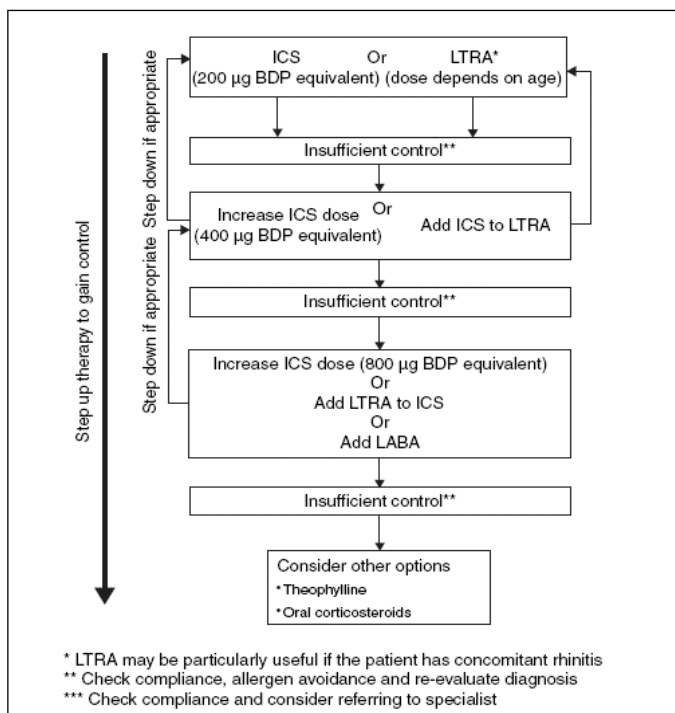 ICS Or LTRA*
(200 µg BDP equivalent) (dose depends on age)
Insufficient control**
Increase ICS dose Or Add ICS to LTRA
(400 µg BDP equivalent)
Insufficient control**
Increase ICS dose (800 µg BDP equivalent)
Or
Add LTRA to ICS
Or
Add LABA
Insufficient control**
Consider other options
*Theophylline
*Oral corticosteroids
Step up therapy to gain control
Step down if appropriate
Step down if appropriate
* LTRA may be particularly useful if the patient has concomitant rhinitis
** Check compliance, allergen avoidance and re-evaluate diagnosis
*** Check compliance and consider referring to specialist